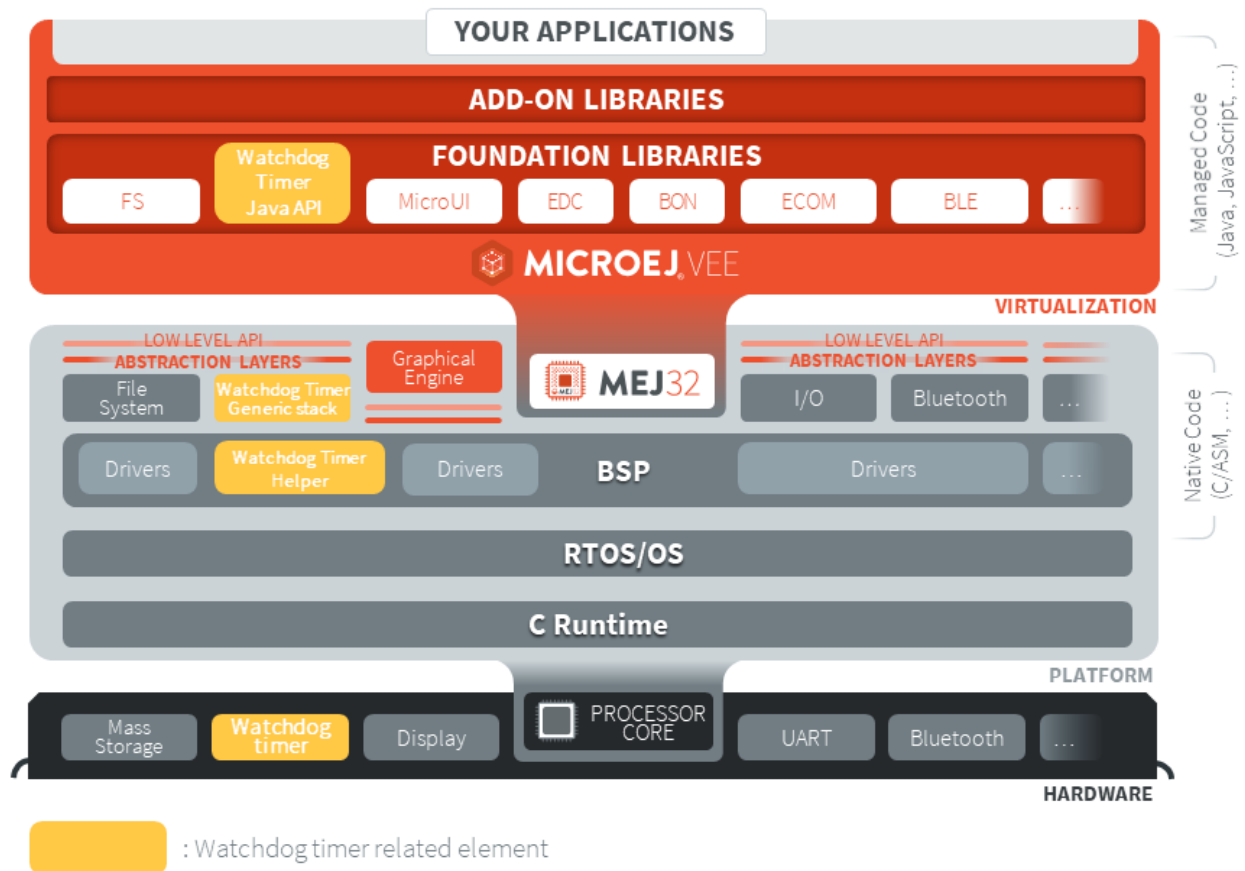 YOUR APPLICATIONS
ADD-ON LIBRARIES
FOUNDATION LIBRARIES
FS
Watchdog
Timer
Java API
MicroUI
EDC
BON
ECOM
BLE
...
MICROEJ® VEE
Managed Code
(Java, JavaScript, ...)
VIRTUALIZATION
LOW LEVEL API
ABSTRACTION LAYERS
File
System
Watchdog Timer
Generic stack
Graphical
Engine
MEJ32
LOW LEVEL API
ABSTRACTION LAYERS
I/O
Bluetooth
...
Drivers
Watchdog Timer
Helper
Drivers
BSP
Drivers
...
Native Code
(C/ASM, ...)
RTOS/OS
C Runtime
PLATFORM
Mass
Storage
Watchdog
timer
Display
PROCESSOR
CORE
UART
Bluetooth
...
HARDWARE
: Watchdog timer related element